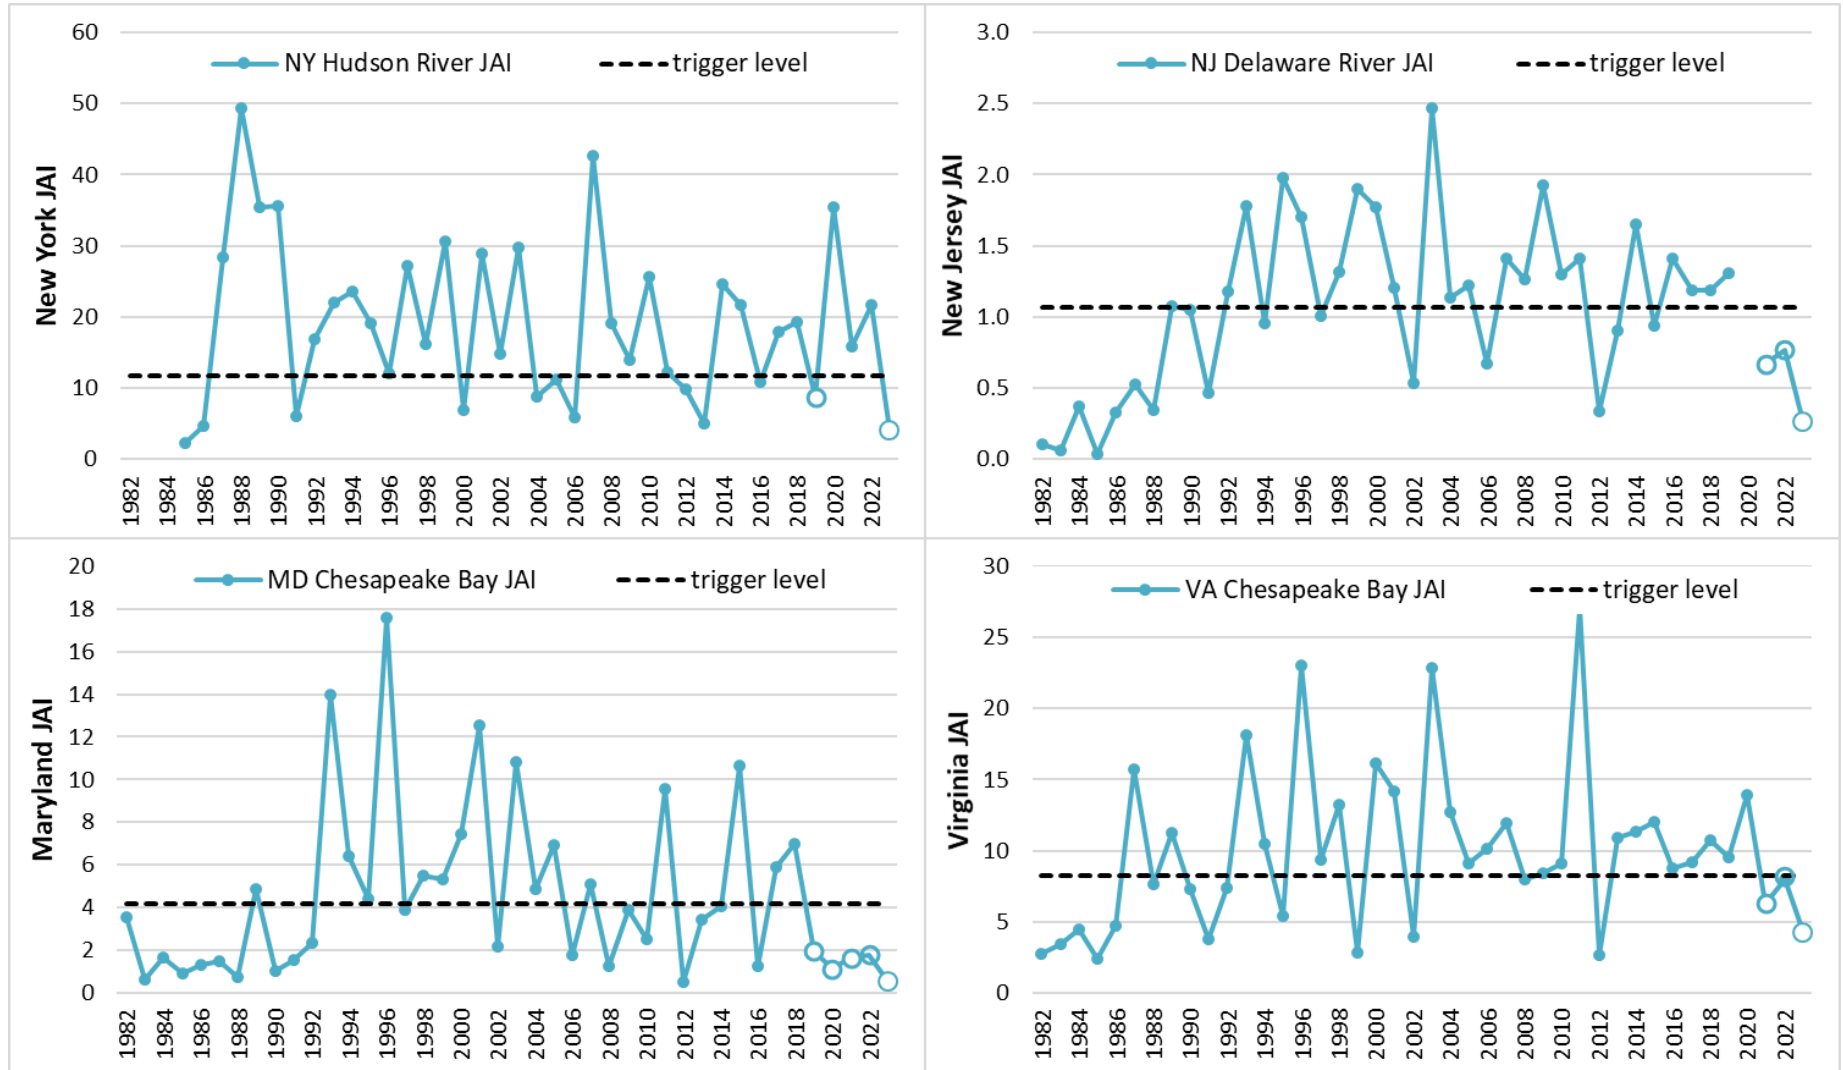 60
50
40
30
20
10
0
New York JAI
NY Hudson River JAI
trigger level
1982 1984 1986 1988 1990 1992 1994 1996 1998 2000 2002 2004 2006 2008 2010 2012 2014 2016 2018 2020 2022
3.0
2.5
2.0
1.5
1.0
0.5
0.0
New Jersey JAI
NJ Delaware River JAI
trigger level
1982 1984 1986 1988 1990 1992 1994 1996 1998 2000 2002 2004 2006 2008 2010 2012 2014 2016 2018 2020 2022
20
18
16
14
12
10
8
6
4
2
0
Maryland JAI
MD Chesapeake Bay JAI
trigger level
1982 1984 1986 1988 1990 1992 1994 1996 1998 2000 2002 2004 2006 2008 2010 2012 2014 2016 2018 2020 2022
30
25
20
15
10
5
0
Virginia JAI
VA Chesapeake Bay JAI
trigger level
1982 1984 1986 1988 1990 1992 1994 1996 1998 2000 2002 2004 2006 2008 2010 2012 2014 2016 2018 2020 2022